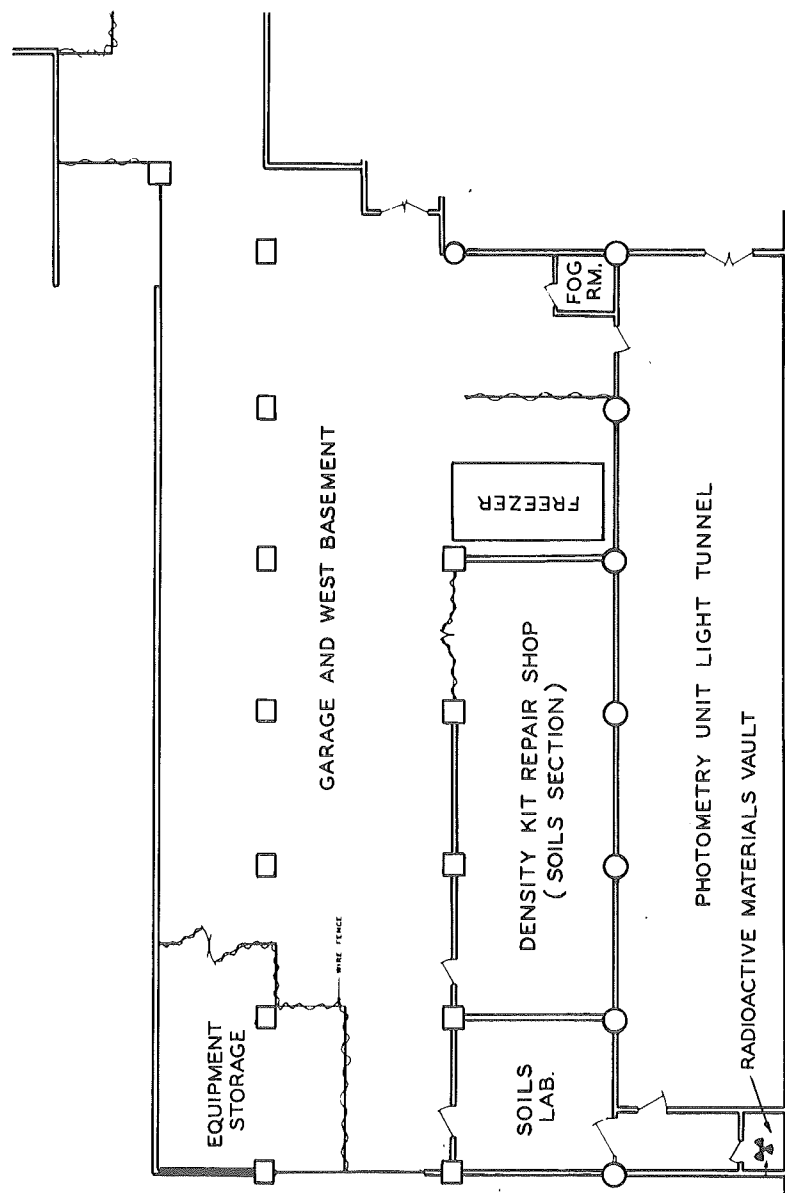 EQUIPMENT
STORAGE
WIRE FENCE
GARAGE AND WEST BASEMENT
SOILS
LAB.
DENSITY KIT REPAIR SHOP
( SOILS SECTION )
FREEZER
FOG
RM.
PHOTOMETRY UNIT LIGHT TUNNEL
RADIOACTIVE MATERIALS VAULT